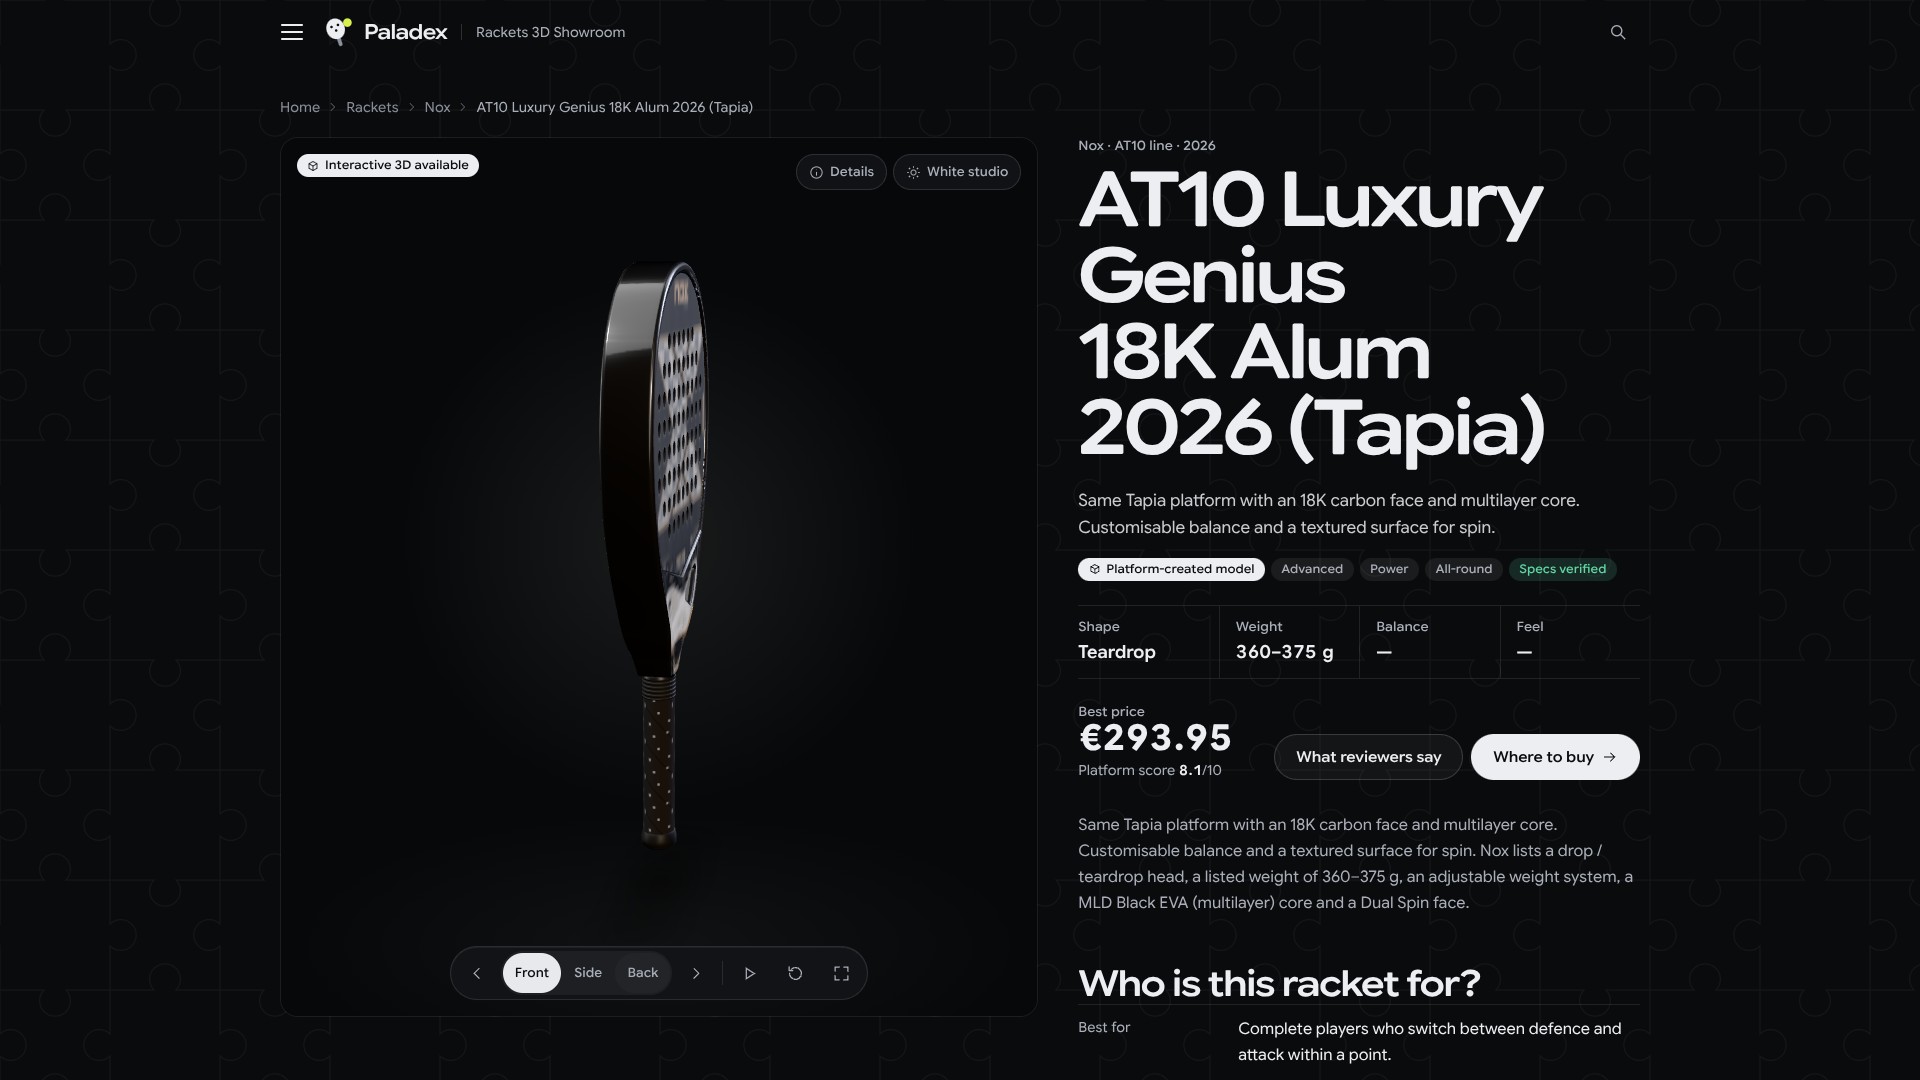 Paladex
Rackets 3D Showroom
Home > Rackets > Nox > AT10 Luxury Genius 18K Alum 2026 (Tapia)
Interactive 3D available
Details
White studio
nox
Front
Side
Back
Nox · AT10 line · 2026
AT10 Luxury
Genius
18K Alum
2026 (Tapia)
Same Tapia platform with an 18K carbon face and multilayer core.
Customisable balance and a textured surface for spin.
Platform-created model
Advanced
Power
All-round
Specs verified
Shape
Teardrop
Weight
360–375 g
Balance
—
Feel
—
Best price
€293.95
Platform score 8.1/10
What reviewers say
Where to buy →
Same Tapia platform with an 18K carbon face and multilayer core.
Customisable balance and a textured surface for spin. Nox lists a drop /
teardrop head, a listed weight of 360–375 g, an adjustable weight system, a
MLD Black EVA (multilayer) core and a Dual Spin face.
Who is this racket for?
Best for
Complete players who switch between defence and
attack within a point.